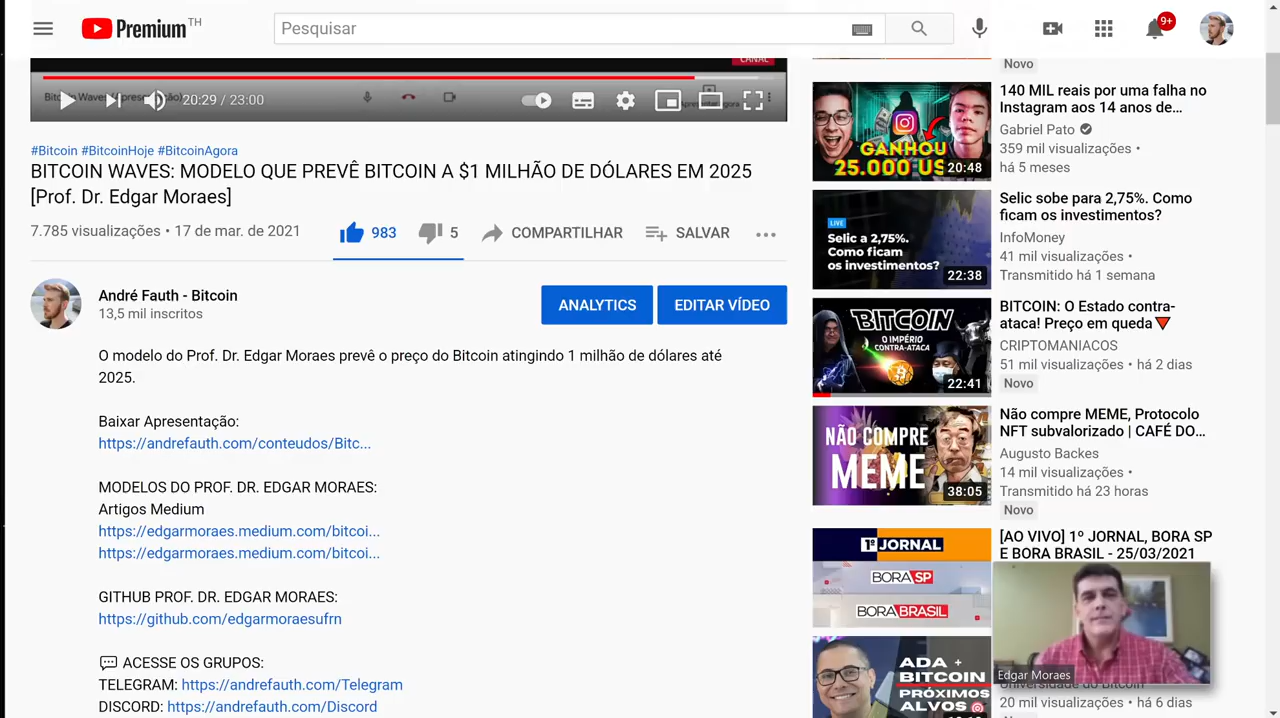 Premium TH
Pesquisar
9+
CANAL
20:29 / 23:00
#Bitcoin #BitcoinHoje #BitcoinAgora
BITCOIN WAVES: MODELO QUE PREVÊ BITCOIN A $1 MILHÃO DE DÓLARES EM 2025
[Prof. Dr. Edgar Moraes]
7.785 visualizações • 17 de mar. de 2021
983
5
COMPARTILHAR
SALVAR
André Fauth - Bitcoin
13,5 mil inscritos
ANALYTICS
EDITAR VÍDEO
O modelo do Prof. Dr. Edgar Moraes prevê o preço do Bitcoin atingindo 1 milhão de dólares até
2025.
Baixar Apresentação:
https://andrefauth.com/conteudos/Bitc...
MODELOS DO PROF. DR. EDGAR MORAES:
Artigos Medium
https://edgarmoraes.medium.com/bitcoi...
https://edgarmoraes.medium.com/bitcoi...
GITHUB PROF. DR. EDGAR MORAES:
https://github.com/edgarmoraesufrn
ACESSE OS GRUPOS:
TELEGRAM: https://andrefauth.com/Telegram
DISCORD: https://andrefauth.com/Discord
Novo
GANHOU
25.000 US
20:48
140 MIL reais por uma falha no
Instagram aos 14 anos de...
Gabriel Pato
359 mil visualizações •
há 5 meses
LIVE
Selic a 2,75%.
Como ficam
os investimentos?
22:38
Selic sobe para 2,75%. Como
ficam os investimentos?
InfoMoney
41 mil visualizações •
Transmitido há 1 semana
BITCOIN
O IMPÉRIO
CONTRA-ATACA
22:41
BITCOIN: O Estado contra-
ataca! Preço em queda
CRIPTOMANIACOS
51 mil visualizações • há 2 dias
Novo
NÃO COMPRE
MEME
38:05
Não compre MEME, Protocolo
NFT subvalorizado | CAFÉ DO...
Augusto Backes
14 mil visualizações •
Transmitido há 23 horas
Novo
1º JORNAL
BORA SP
BORA BRASIL
[AO VIVO] 1º JORNAL, BORA SP
E BORA BRASIL - 25/03/2021
Edgar Moraes
ADA +
BITCOIN
PRÓXIMOS
ALVOS
Universidade do Bitcoin
20 mil visualizações • há 6 dias